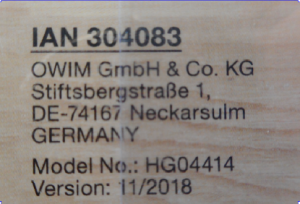 IAN 304083
OWIM GmbH & Co. KG
Stiftsbergstraße 1,
DE-74167 Neckarsulm
GERMANY
Model No.: HG04414
Version: 11/2018